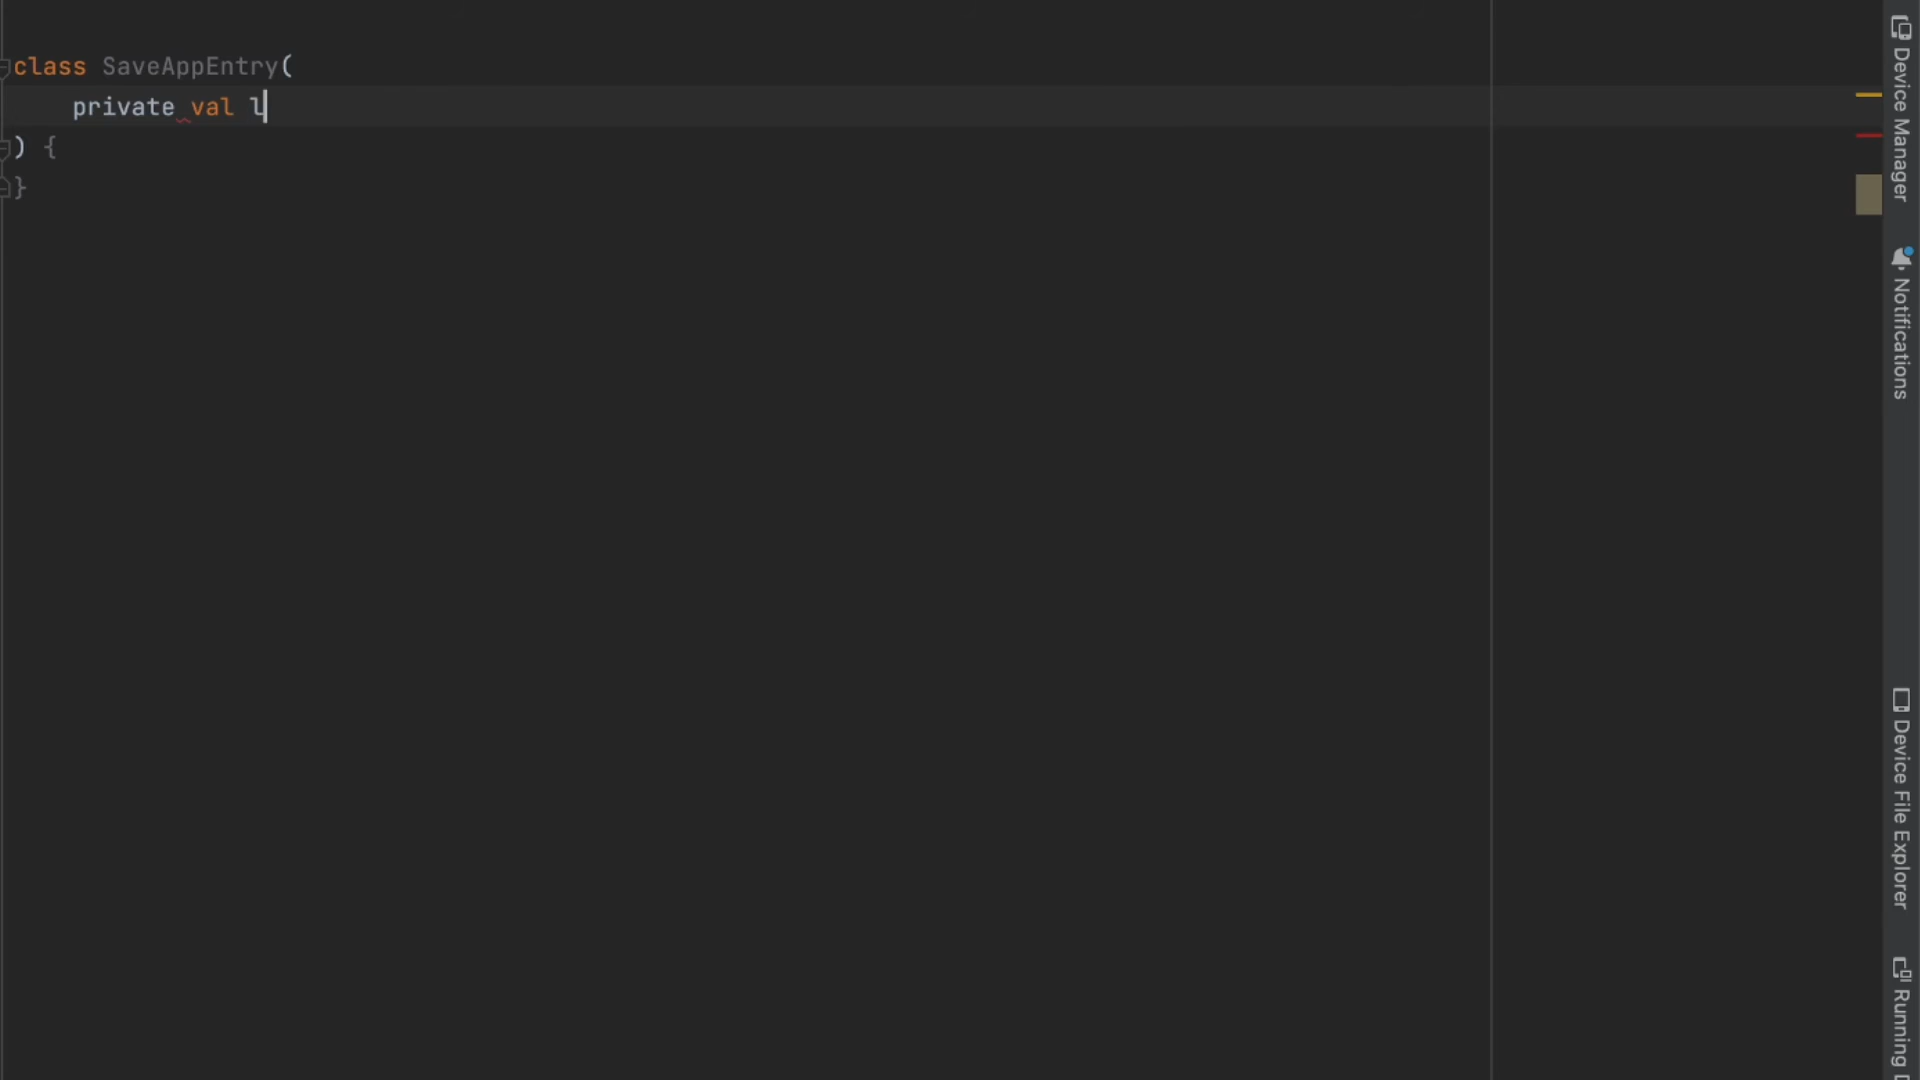 class SaveAppEntry(
    private val l
) {
}
Device Manager
Notifications
Device File Explorer
Running D